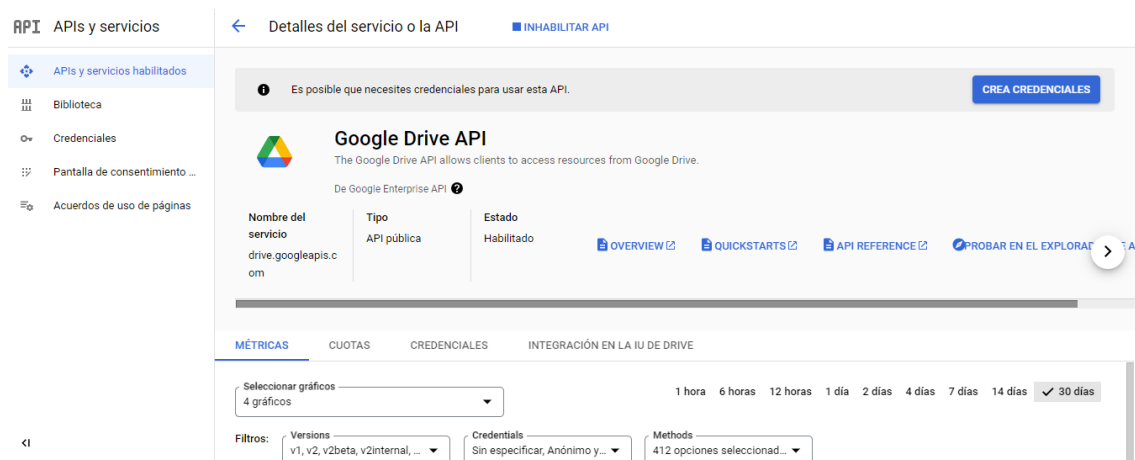 API APIs y servicios
Detalles del servicio o la API
INHABILITAR API
APIs y servicios habilitados
Biblioteca
Credenciales
Pantalla de consentimiento ...
Acuerdos de uso de páginas
Es posible que necesites credenciales para usar esta API.
CREA CREDENCIALES
Google Drive API
The Google Drive API allows clients to access resources from Google Drive.
De Google Enterprise API
Nombre del
servicio
drive.googleapis.c
om
Tipo
API pública
Estado
Habilitado
OVERVIEW
QUICKSTARTS
API REFERENCE
PROBAR EN EL
MÉTRICAS
CUOTAS
CREDENCIALES
INTEGRACIÓN EN LA IU DE DRIVE
Seleccionar gráficos
4 gráficos
1 hora 6 horas 12 horas 1 día 2 días 4 días 7 días 14 días 30 días
Filtros:
Versions
v1, v2, v2beta, v2internal, ...
Credentials
Sin especificar, Anónimo y...
Methods
412 opciones seleccionad...